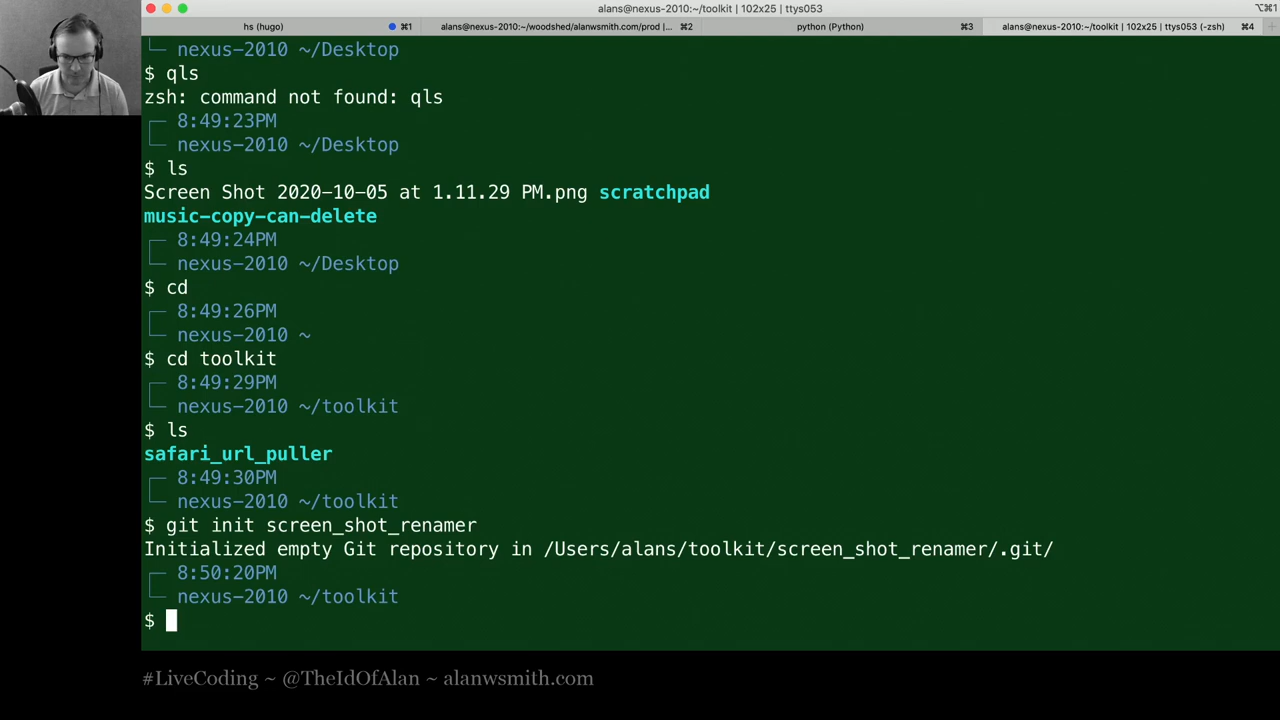 alans@nexus-2010:~/toolkit | 102x25 | ttys053
⌥⌘1
hs (hugo) ⌘1
alans@nexus-2010:~/woodshed/alanwsmith.com/prod |... ⌘2
python (Python) ⌘3
alans@nexus-2010:~/toolkit | 102x25 | ttys053 (-zsh) ⌘4
nexus-2010 ~/Desktop
$ qls
zsh: command not found: qls
8:49:23PM
nexus-2010 ~/Desktop
$ ls
Screen Shot 2020-10-05 at 1.11.29 PM.png scratchpad
music-copy-can-delete
8:49:24PM
nexus-2010 ~/Desktop
$ cd
8:49:26PM
nexus-2010 ~
$ cd toolkit
8:49:29PM
nexus-2010 ~/toolkit
$ ls
safari_url_puller
8:49:30PM
nexus-2010 ~/toolkit
$ git init screen_shot_renamer
Initialized empty Git repository in /Users/alans/toolkit/screen_shot_renamer/.git/
8:50:20PM
nexus-2010 ~/toolkit
$
#LiveCoding ~ @TheIdOfAlan ~ alanwsmith.com